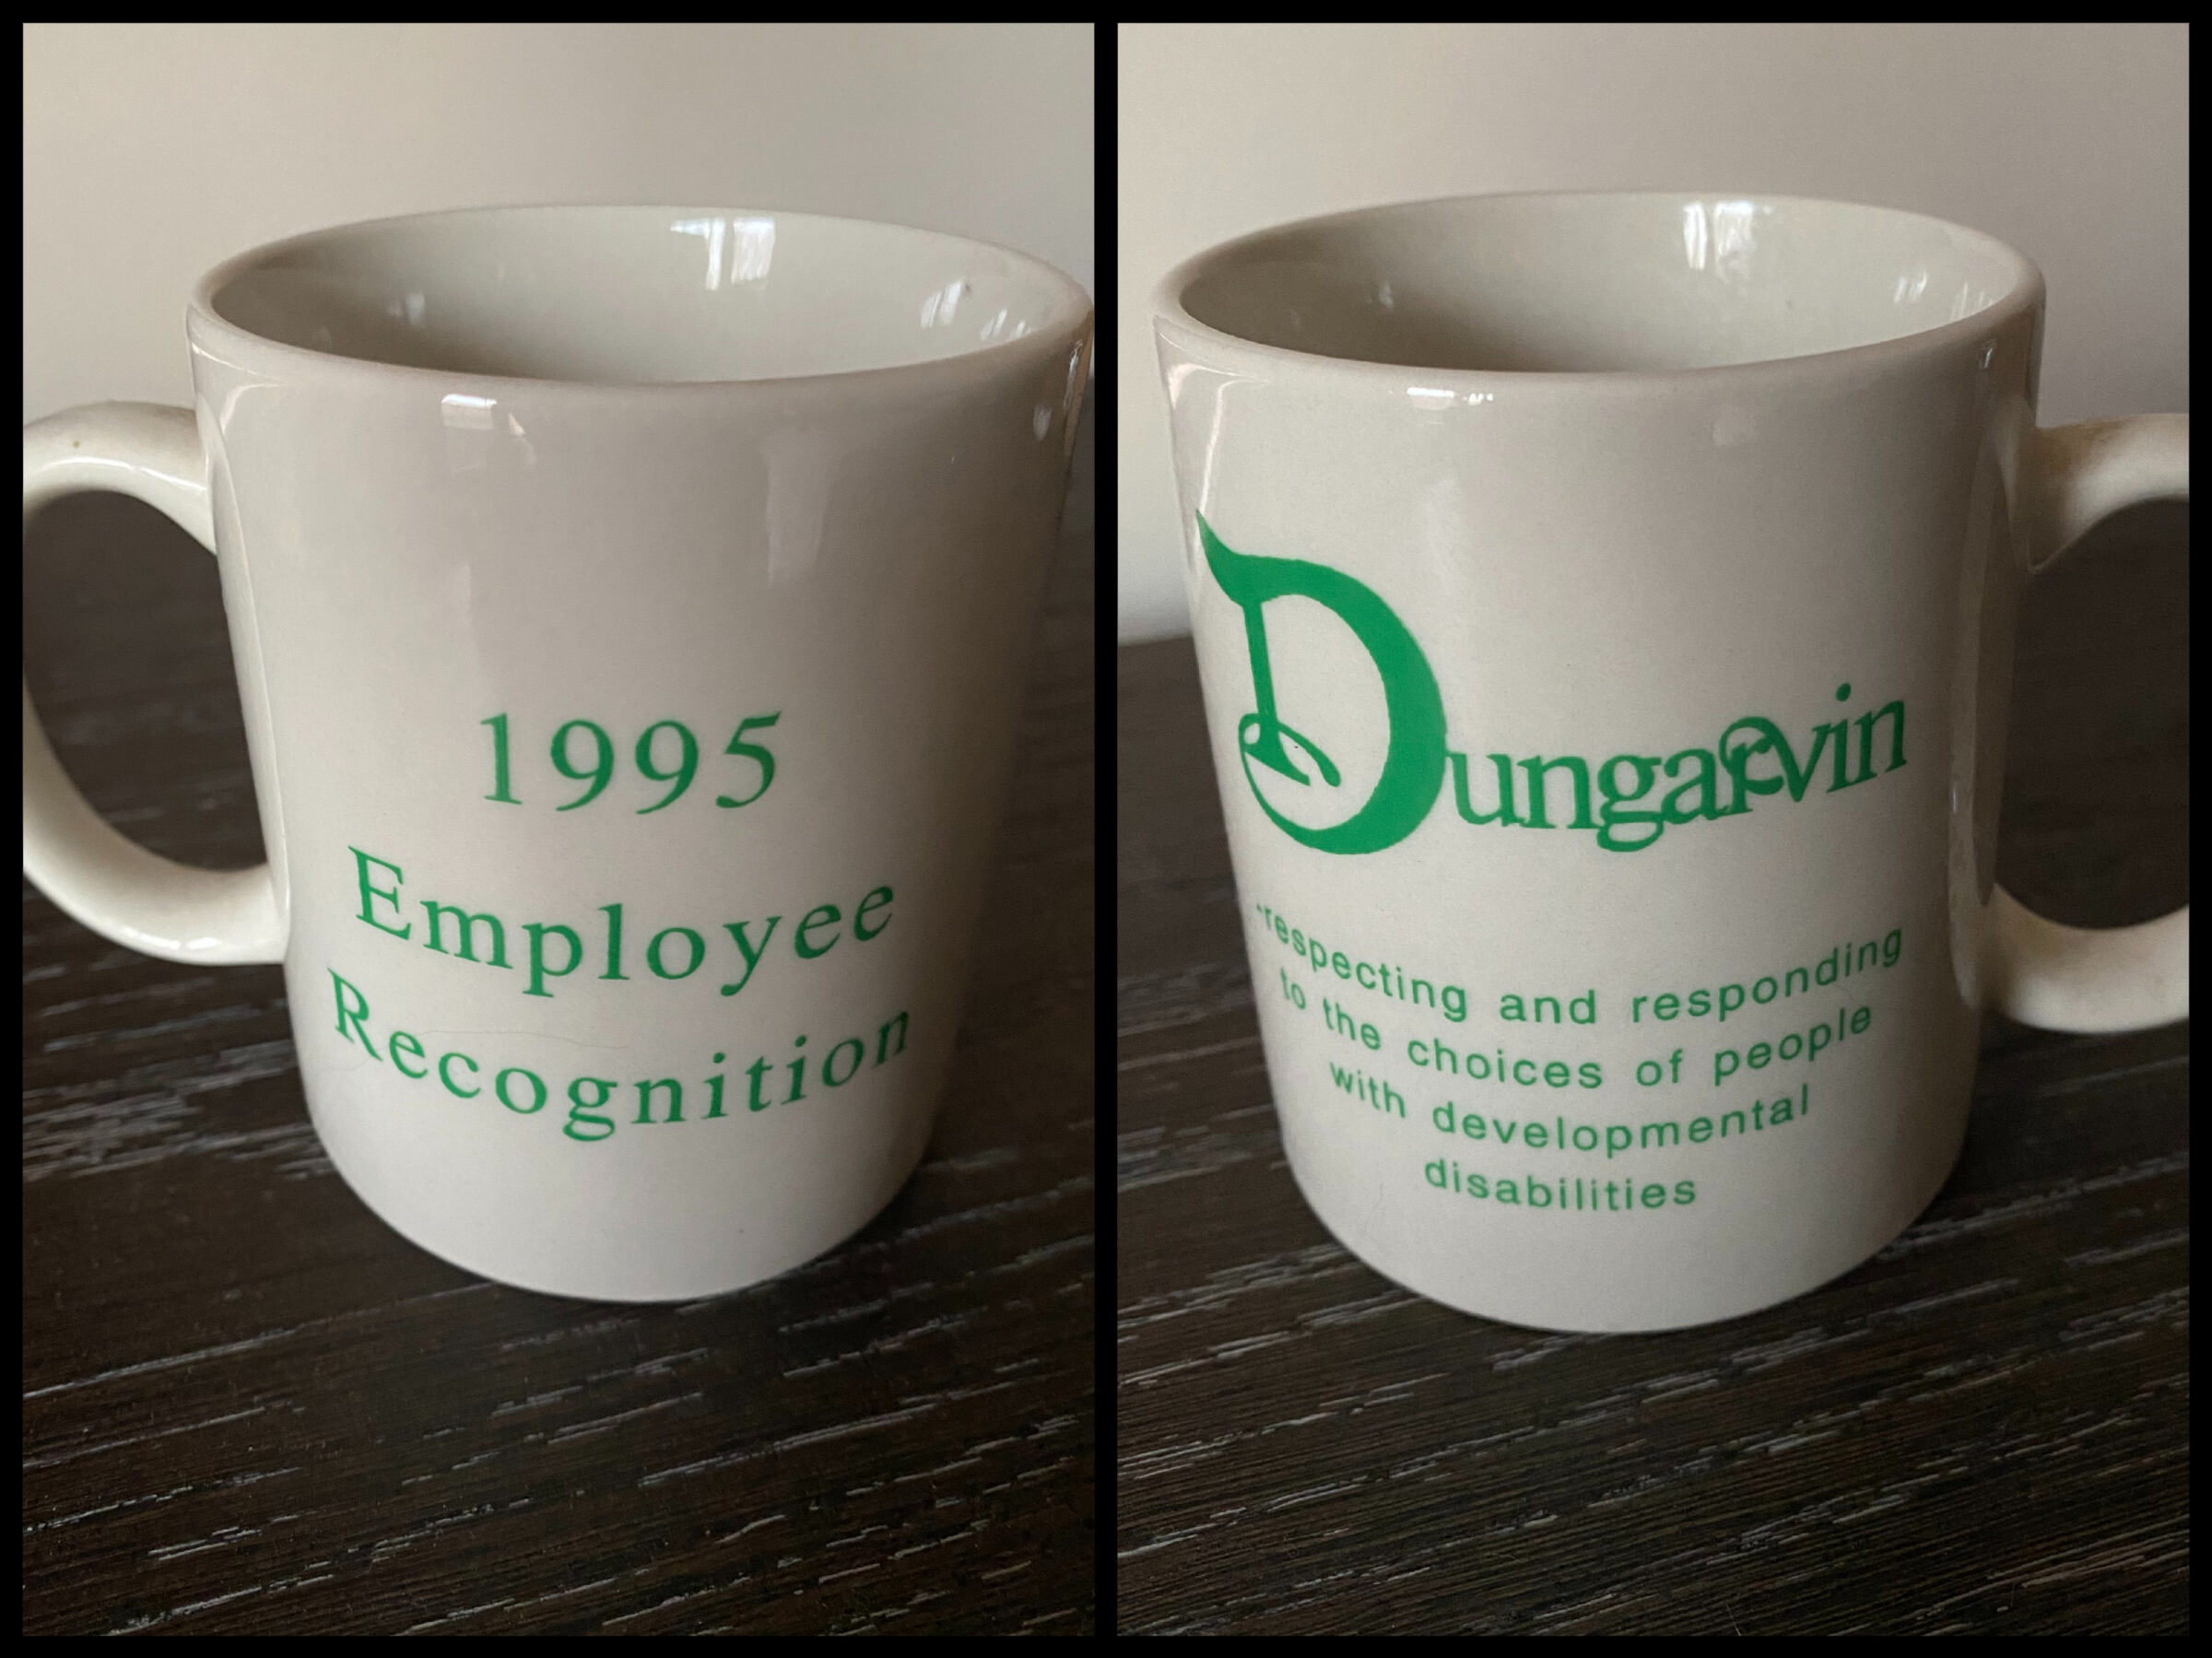 1995
Employee
Recognition
Dungarvin
-respecting and responding
to the choices of people
with developmental
disabilities